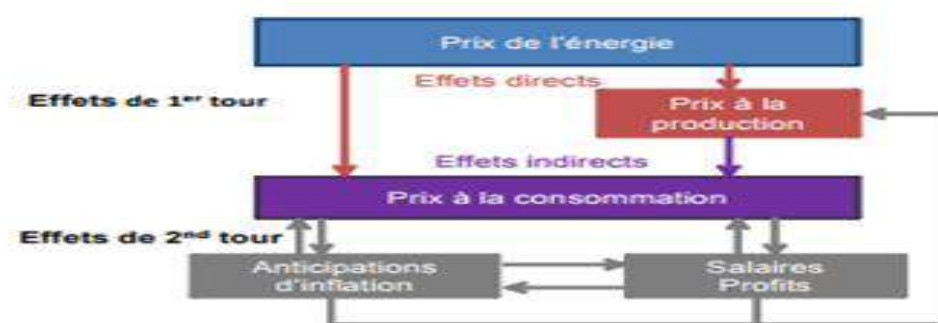 Prix de l'énergie
Effets directs
Effets de 1er tour
Prix à la
production
Effets indirects
Prix à la consommation
Effets de 2nd tour
Anticipations
d'inflation
Salaires
Profits